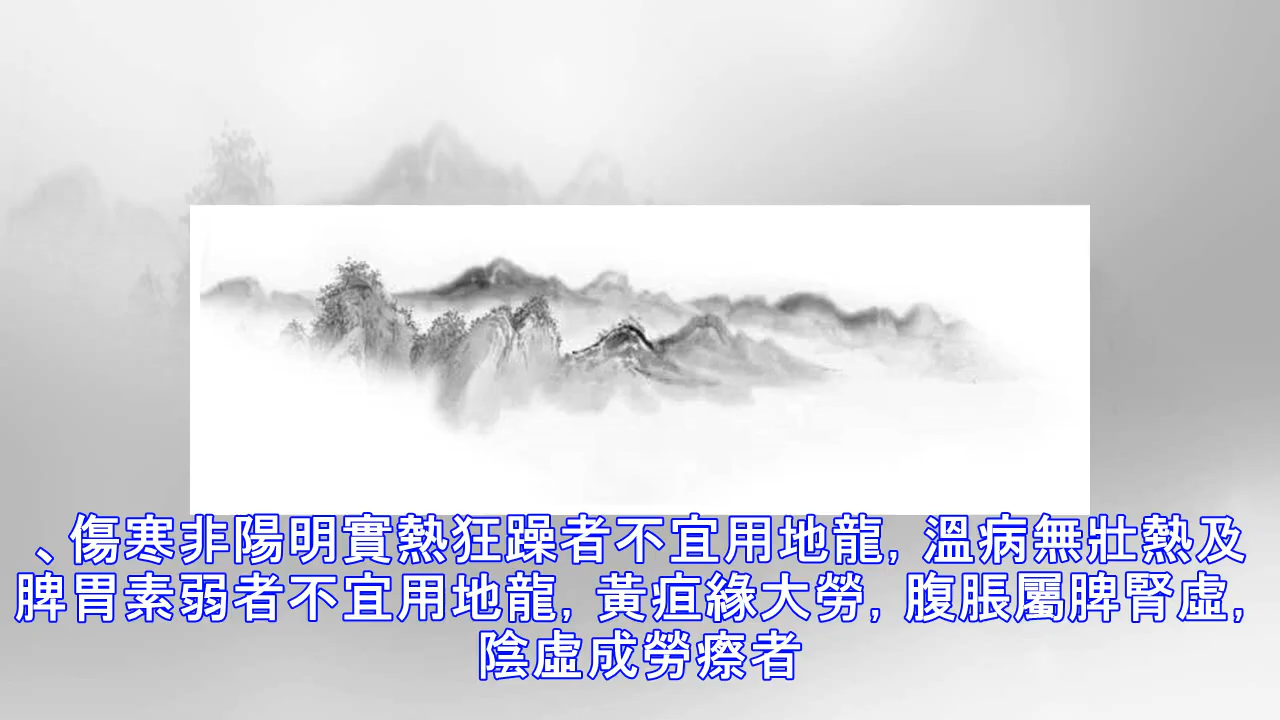 、傷寒非陽明實熱狂躁者不宜用地龍, 溫病無壯熱及
脾胃素弱者不宜用地龍, 黃疸緣大勞, 腹脹屬脾腎虛,
陰虛成勞瘵者